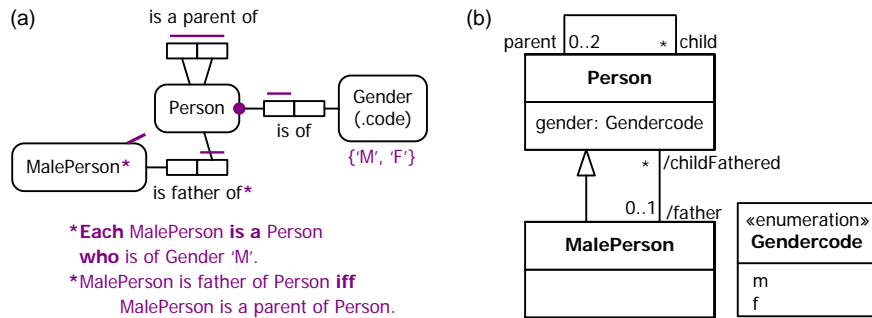 (a)
is a parent of
Person
Gender
(.code)
is of
{'M', 'F'}
MalePerson*
is father of*
*Each MalePerson is a Person
who is of Gender 'M'.
*MalePerson is father of Person iff
MalePerson is a parent of Person.
(b)
parent 0..2 * child
Person
gender: Gendercode
* /childFathered
0..1 /father
MalePerson
«enumeration»
Gendercode
m
f